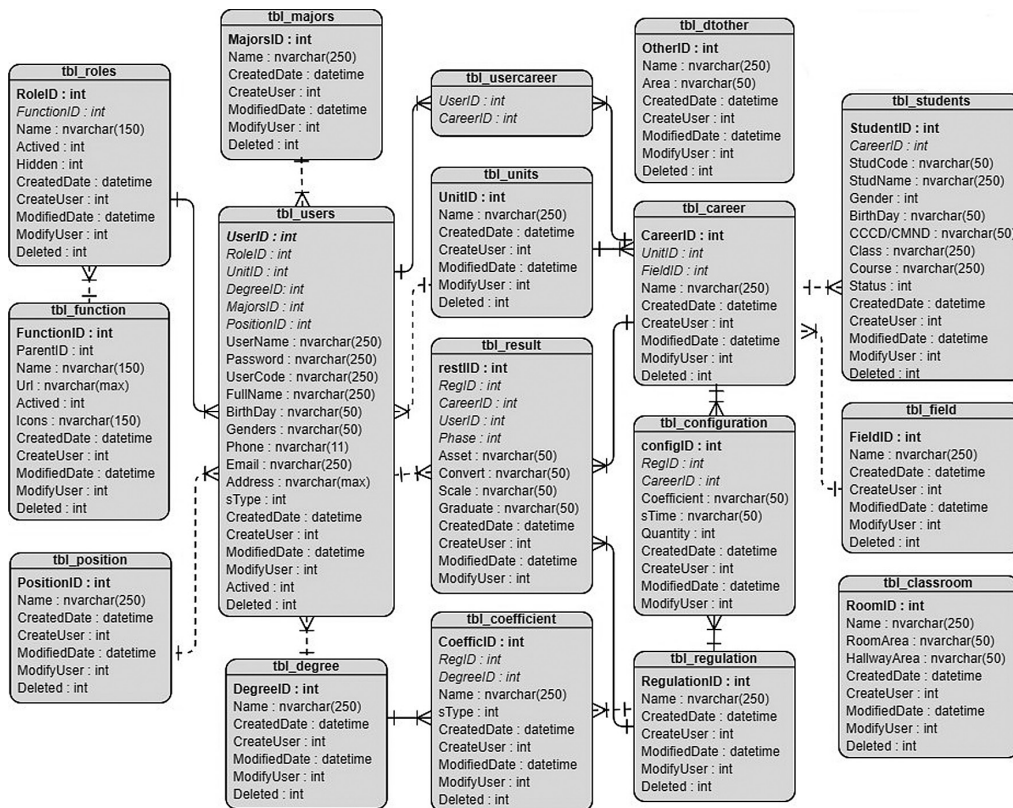 tbl_majors
MajorsID : int
Name : nvarchar(250)
CreatedDate : datetime
CreateUser : int
ModifiedDate : datetime
ModifyUser : int
Deleted : int
tbl_dtother
OtherID : int
Name : nvarchar(250)
Area : nvarchar(50)
CreatedDate : datetime
CreateUser : int
ModifiedDate : datetime
ModifyUser : int
Deleted : int
tbl_roles
RoleID : int
FunctionID : int
Name : nvarchar(150)
Actived : int
Hidden : int
CreatedDate : datetime
CreateUser : int
ModifiedDate : datetime
ModifyUser : int
Deleted : int
tbl_usercareer
UserID : int
CareerID : int
tbl_students
StudentID : int
CareerID : int
StudCode : nvarchar(50)
StudName : nvarchar(250)
Gender : int
BirthDay : nvarchar(50)
CCCD/CMND : nvarchar(50)
Class : nvarchar(250)
Course : nvarchar(250)
Status : int
CreatedDate : datetime
CreateUser : int
ModifiedDate : datetime
ModifyUser : int
Deleted : int
tbl_units
UnitID : int
Name : nvarchar(250)
CreatedDate : datetime
CreateUser : int
ModifiedDate : datetime
ModifyUser : int
Deleted : int
tbl_users
UserID : int
RoleID : int
UnitID : int
DegreeID : int
MajorsID : int
PositionID : int
UserName : nvarchar(250)
Password : nvarchar(250)
UserCode : nvarchar(250)
FullName : nvarchar(250)
BirthDay : nvarchar(50)
Genders : nvarchar(50)
Phone : nvarchar(11)
Email : nvarchar(250)
Address : nvarchar(max)
sType : int
CreatedDate : datetime
CreateUser : int
ModifiedDate : datetime
ModifyUser : int
Actived : int
Deleted : int
tbl_career
CareerID : int
UnitID : int
FieldID : int
Name : nvarchar(250)
CreatedDate : datetime
CreateUser : int
ModifiedDate : datetime
ModifyUser : int
Deleted : int
tbl_function
FunctionID : int
ParentID : int
Name : nvarchar(150)
Url : nvarchar(max)
Actived : int
Icons : nvarchar(150)
CreatedDate : datetime
CreateUser : int
ModifiedDate : datetime
ModifyUser : int
Deleted : int
tbl_result
restlID : int
RegID : int
CareerID : int
UserID : int
Phase : int
Asset : nvarchar(50)
Convert : nvarchar(50)
Scale : nvarchar(50)
Graduate : nvarchar(50)
CreatedDate : datetime
CreateUser : int
ModifiedDate : datetime
ModifyUser : int
tbl_configuration
configID : int
RegID : int
CareerID : int
Coefficient : nvarchar(50)
sTime : nvarchar(50)
Quantity : int
CreatedDate : datetime
CreateUser : int
ModifiedDate : datetime
ModifyUser : int
tbl_field
FieldID : int
Name : nvarchar(250)
CreatedDate : datetime
CreateUser : int
ModifiedDate : datetime
ModifyUser : int
Deleted : int
tbl_position
PositionID : int
Name : nvarchar(250)
CreatedDate : datetime
CreateUser : int
ModifiedDate : datetime
ModifyUser : int
Deleted : int
tbl_classroom
RoomID : int
Name : nvarchar(250)
RoomArea : nvarchar(50)
HallwayArea : nvarchar(50)
CreatedDate : datetime
CreateUser : int
ModifiedDate : datetime
ModifyUser : int
Deleted : int
tbl_coefficient
CoefficID : int
RegID : int
DegreeID : int
Name : nvarchar(250)
sType : int
CreatedDate : datetime
CreateUser : int
ModifiedDate : datetime
ModifyUser : int
Deleted : int
tbl_degree
DegreeID : int
Name : nvarchar(250)
CreatedDate : datetime
CreateUser : int
ModifiedDate : datetime
ModifyUser : int
Deleted : int
tbl_regulation
RegulationID : int
Name : nvarchar(250)
CreatedDate : datetime
CreateUser : int
ModifiedDate : datetime
ModifyUser : int
Deleted : int